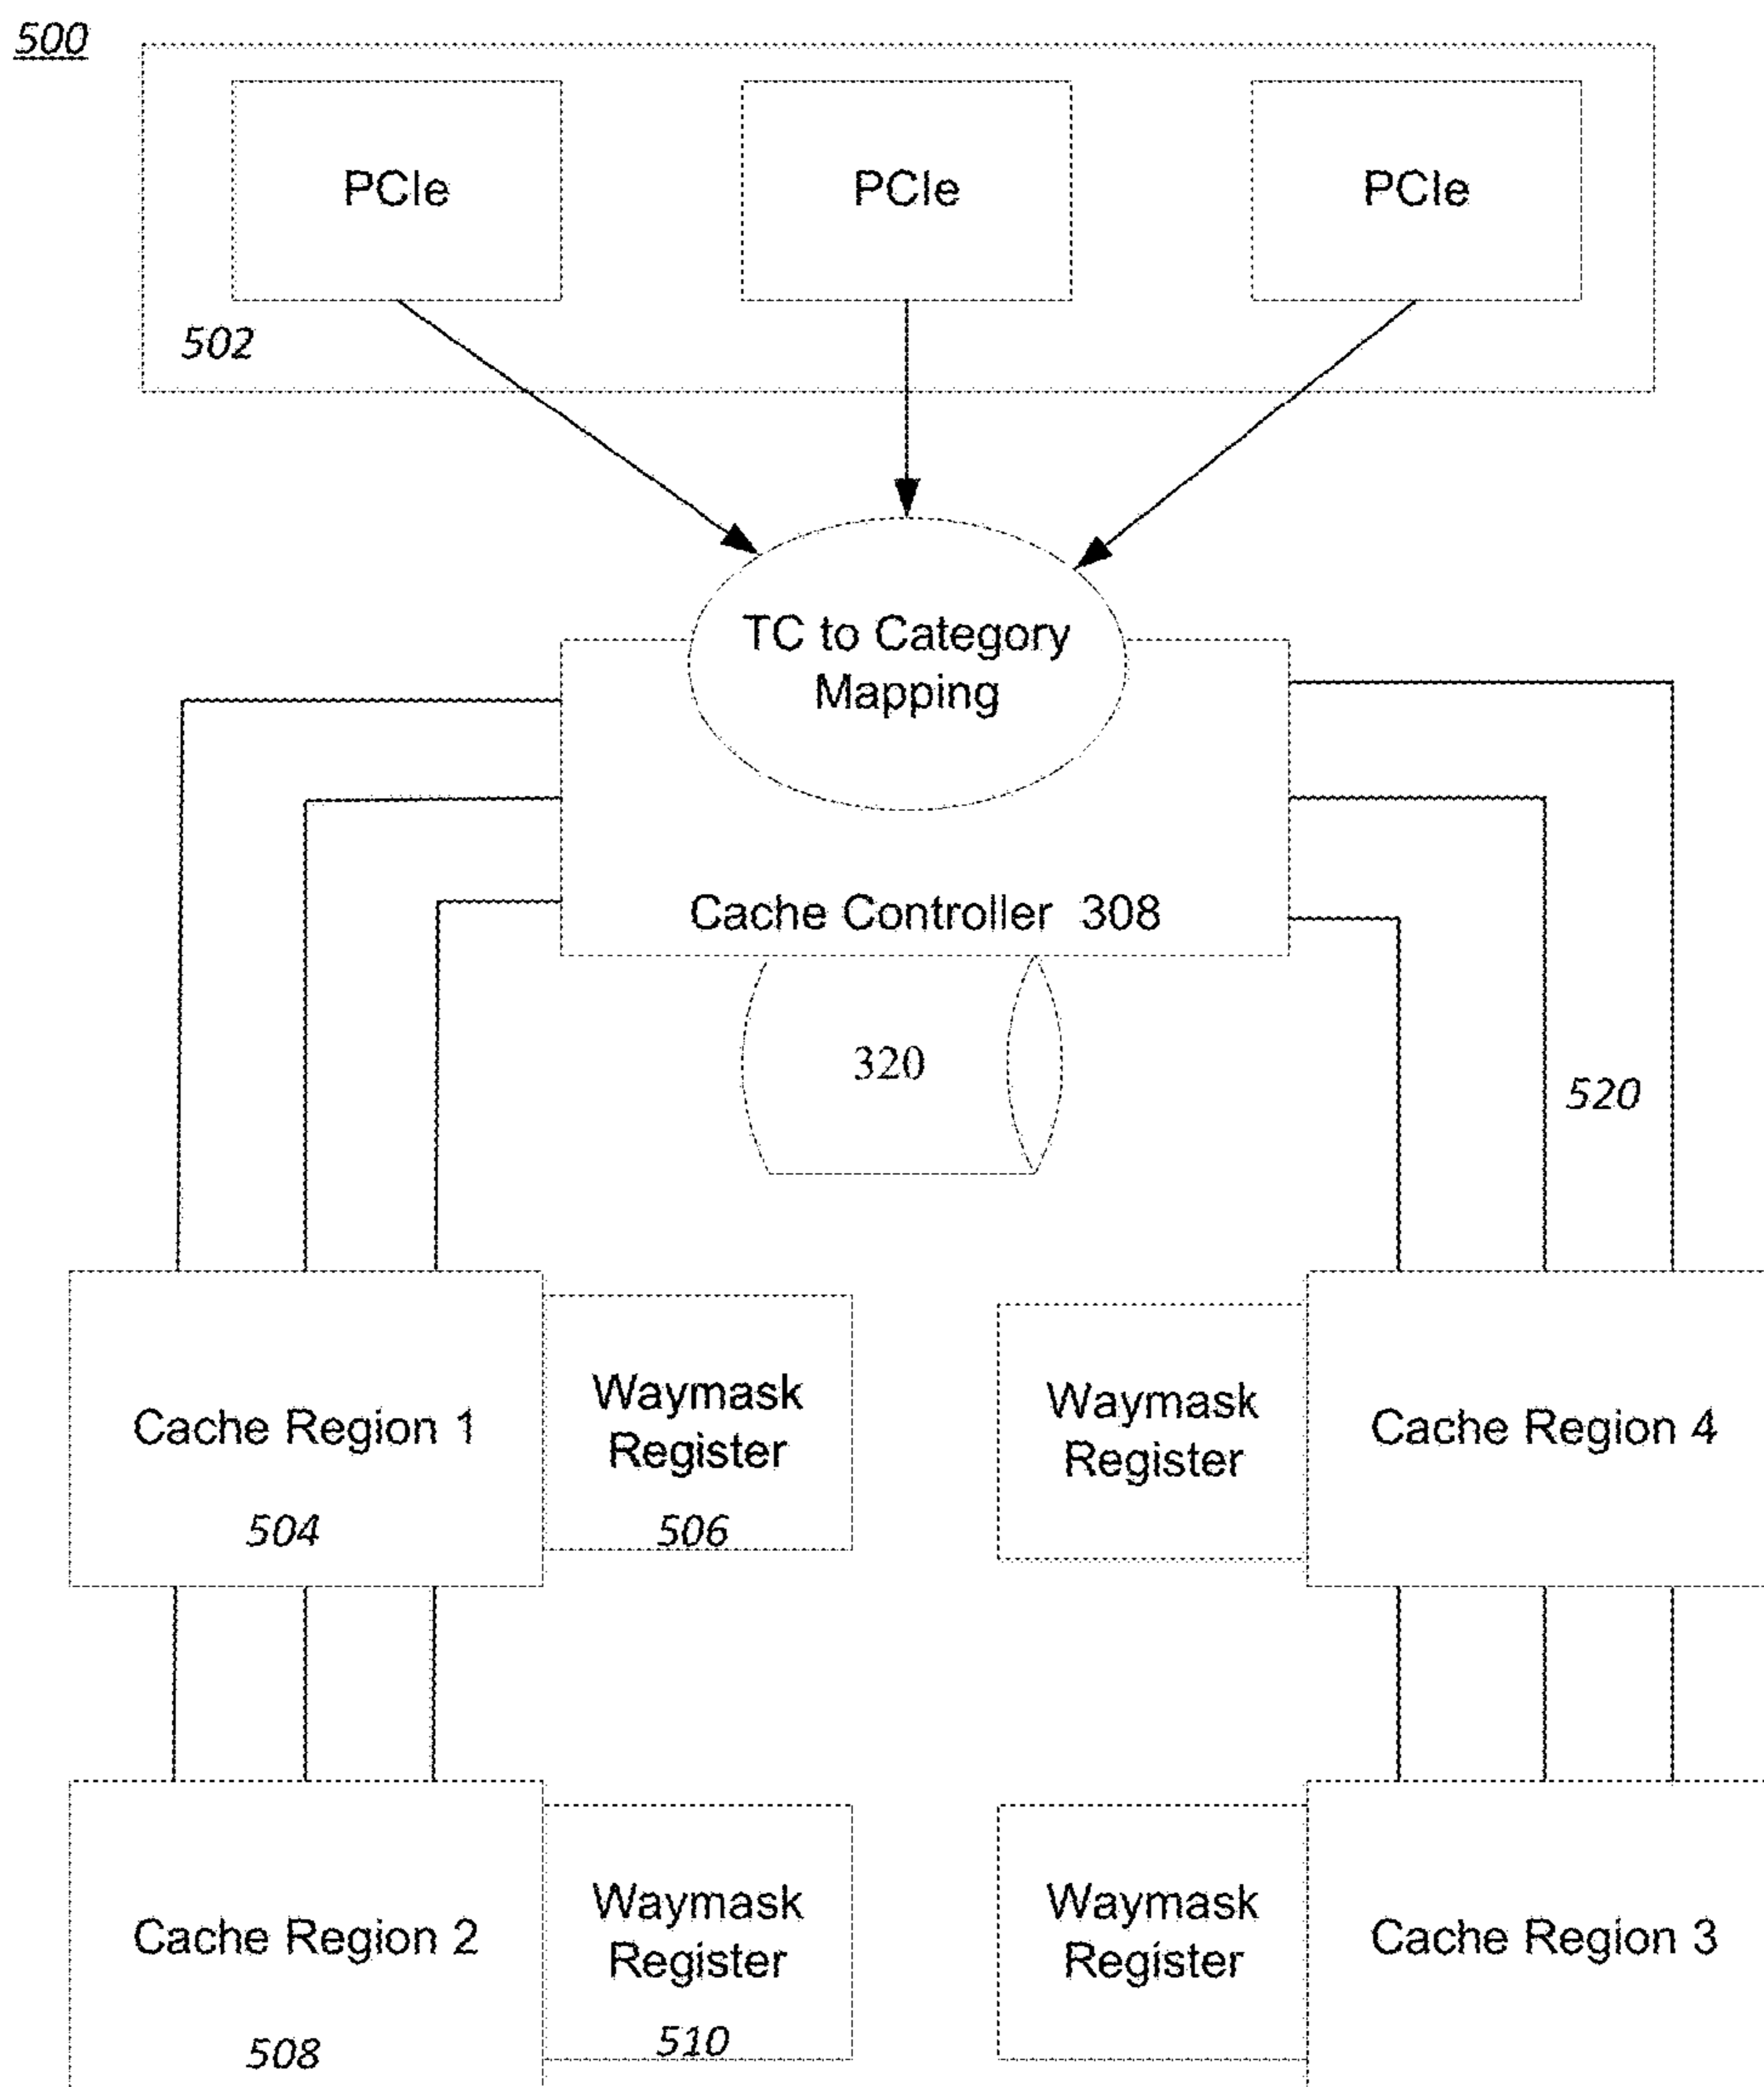 500
PCIe
PCIe
PCIe
502
TC to Category
Mapping
Cache Controller 308
320
520
Cache Region 1
504
Waymask
Register
506
Waymask
Register
Cache Region 4
Cache Region 2
508
Waymask
Register
510
Waymask
Register
Cache Region 3